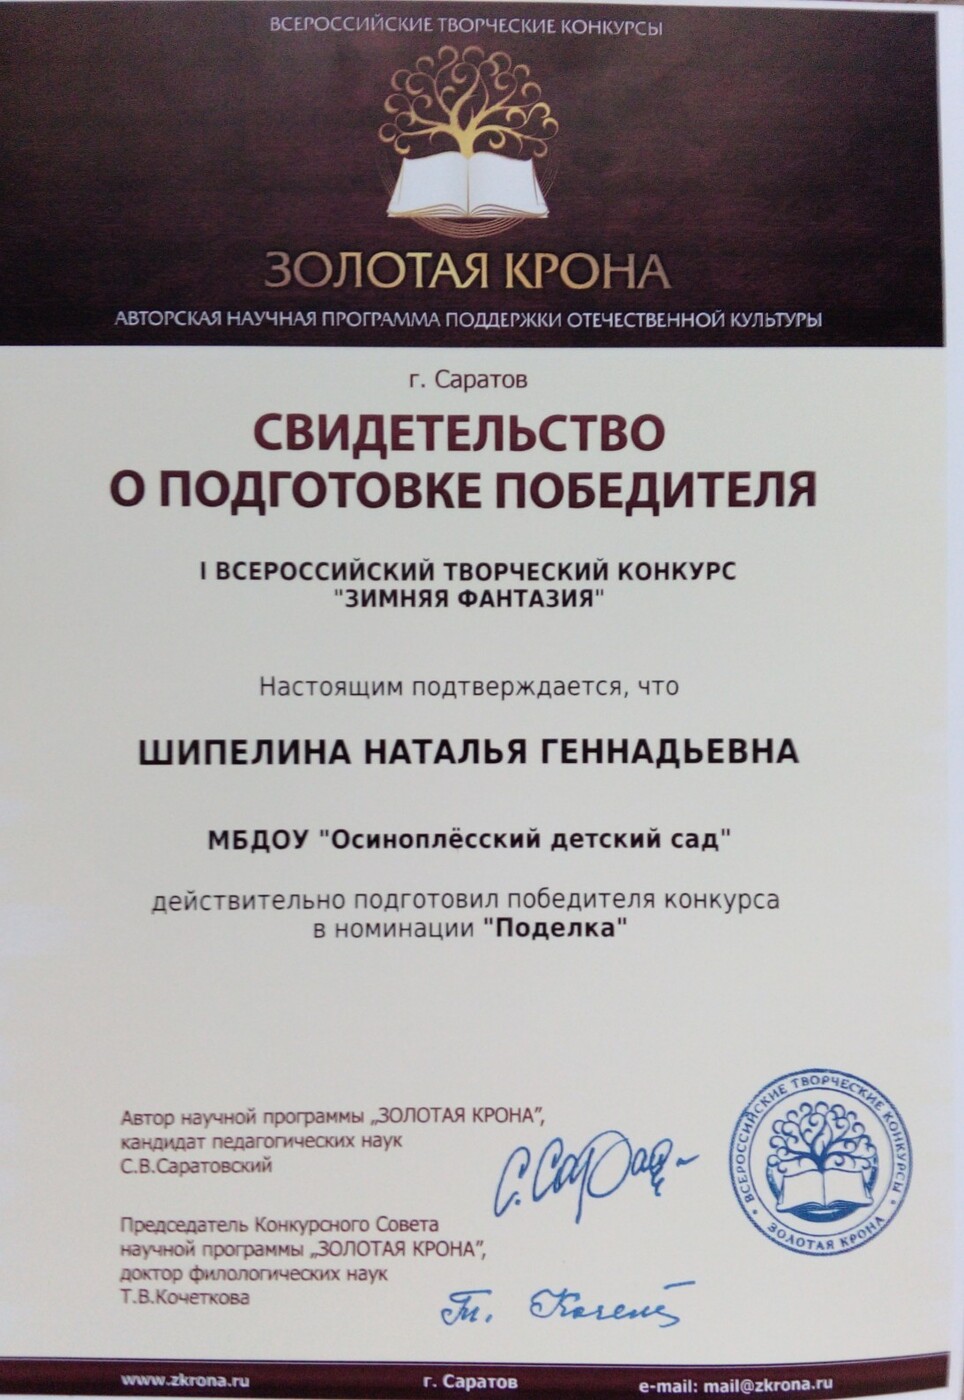 ВСЕРОССИЙСКИЕ ТВОРЧЕСКИЕ КОНКУРСЫ
ЗОЛОТАЯ КРОНА
АВТОРСКАЯ НАУЧНАЯ ПРОГРАММА ПОДДЕРЖКИ ОТЕЧЕСТВЕННОЙ КУЛЬТУРЫ
г. Саратов
СВИДЕТЕЛЬСТВО
О ПОДГОТОВКЕ ПОБЕДИТЕЛЯ
I ВСЕРОССИЙСКИЙ ТВОРЧЕСКИЙ КОНКУРС
"ЗИМНЯЯ ФАНТАЗИЯ"
Настоящим подтверждается, что
ШИПЕЛИНА НАТАЛЬЯ ГЕННАДЬЕВНА
МБДОУ "Осиноплёсский детский сад"
действительно подготовил победителя конкурса
в номинации "Поделка"
Автор научной программы „ЗОЛОТАЯ КРОНА”,
кандидат педагогических наук
С.В.Саратовский
Председатель Конкурсного Совета
научной программы „ЗОЛОТАЯ КРОНА”,
доктор филологических наук
Т.В.Кочеткова
ВСЕРОССИЙСКИЕ ТВОРЧЕСКИЕ КОНКУРСЫ
ЗОЛОТАЯ КРОНА
www.zkrona.ru
г. Саратов
e-mail: mail@zkrona.ru